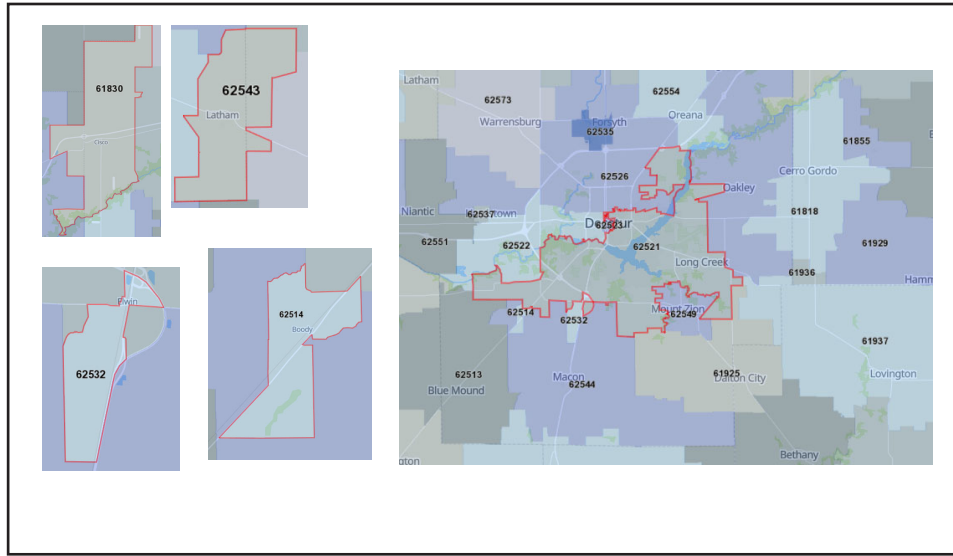 61830
Cisco
62543
Latham
Elwin
62532
62514
Boody
Latham
62573
Warrensburg
62554
Oreana
Forsyth
62535
61855
Cerro Gordo
62526
Oakley
Niantic
62537
61818
62523
62551
62522
62521
61929
Long Creek
61936
Hamm
62514
62532
Mount Zion
62549
61937
62513
Blue Mound
Macon
62544
61925
Dalton City
Lovington
Bethany
ngton